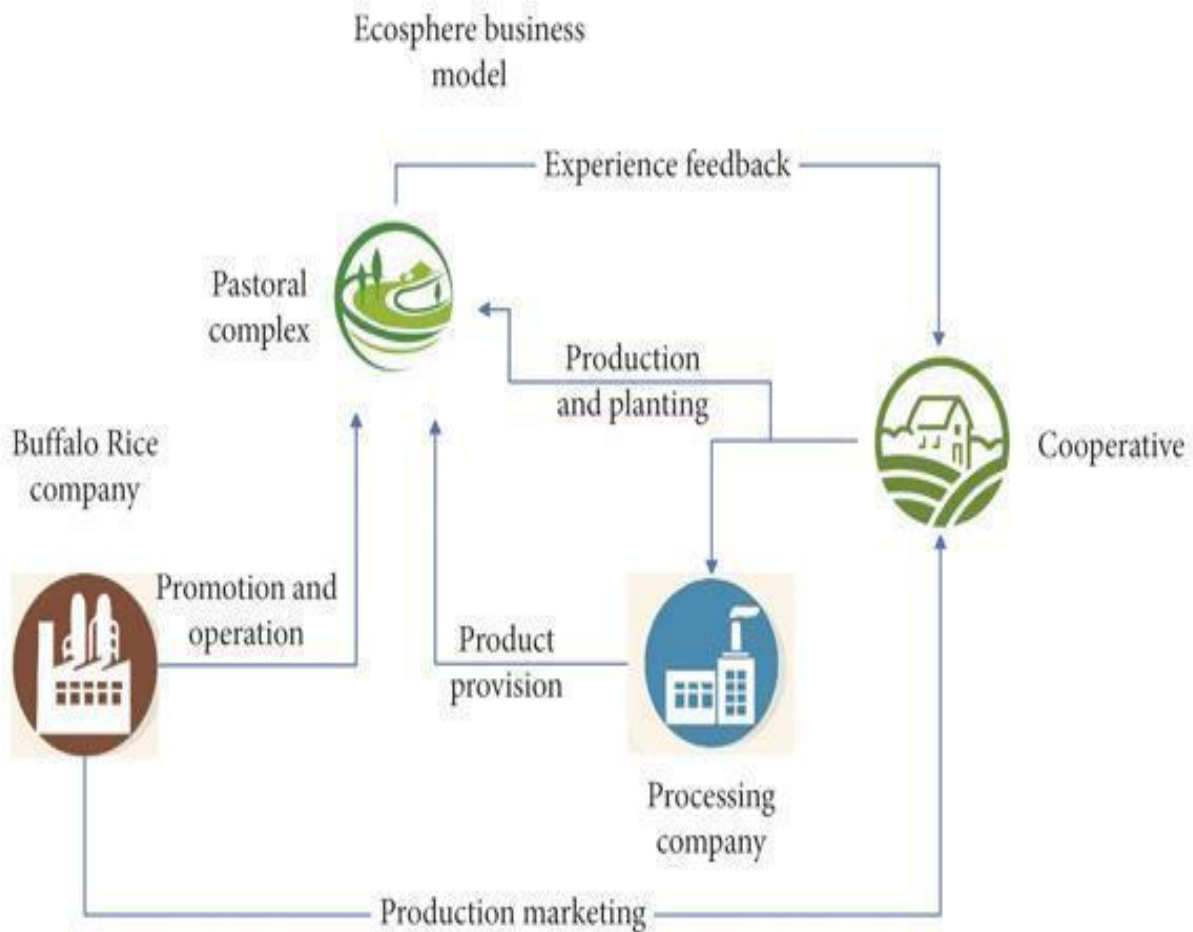 Ecosphere business
model
Experience feedback
Pastoral
complex
Production
and planting
Buffalo Rice
company
Cooperative
Promotion and
operation
Product
provision
Processing
company
Production marketing